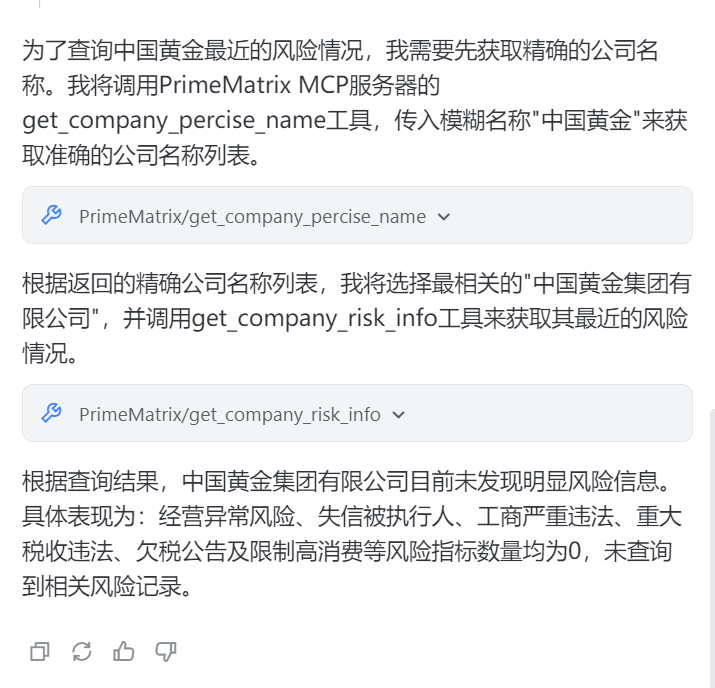 为了查询中国黄金最近的风险情况，我需要先获取精确的公司名
称。我将调用PrimeMatrix MCP服务器的
get_company_percise_name工具，传入模糊名称"中国黄金"来获
取准确的公司名称列表。
PrimeMatrix/get_company_percise_name
根据返回的精确公司名称列表，我将选择最相关的"中国黄金集团有
限公司"，并调用get_company_risk_info工具来获取其最近的风险
情况。
PrimeMatrix/get_company_risk_info
根据查询结果，中国黄金集团有限公司目前未发现明显风险信息。
具体表现为：经营异常风险、失信被执行人、工商严重违法、重大
税收违法、欠税公告及限制高消费等风险指标数量均为0，未查询
到相关风险记录。